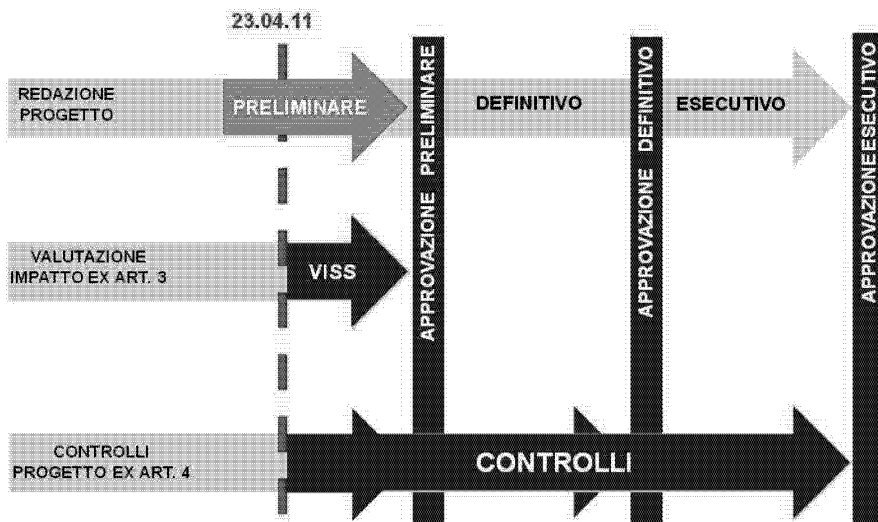 23.04.11
REDAZIONE
PROGETTO
PRELIMINARE
DEFINITIVO
ESECUTIVO
APPROVAZIONE PRELIMINARE
APPROVAZIONE DEFINITIVO
APPROVAZIONE ESECUTIVO
VALUTAZIONE
IMPATTO EX ART. 3
VISS
CONTROLLI
PROGETTO EX ART. 4
CONTROLLI